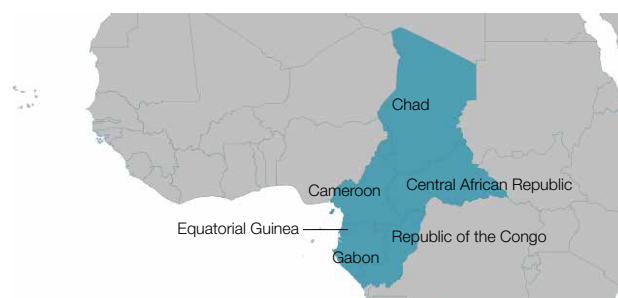 Chad
Cameroon
Central African Republic
Equatorial Guinea
Republic of the Congo
Gabon